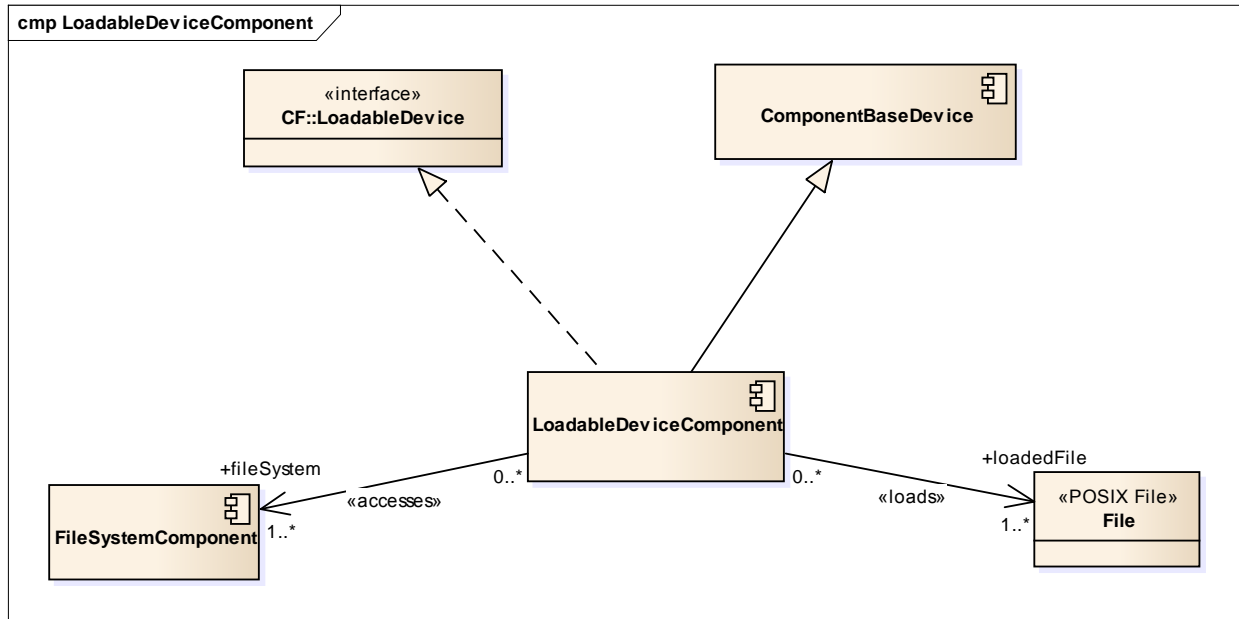 cmp LoadableDeviceComponent
«interface»
CF::LoadableDevice
ComponentBaseDevice
LoadableDeviceComponent
+fileSystem
0..*
0..*
+loadedFile
«accesses»
«loads»
1..*
1..*
FileSystemComponent
«POSIX File»
File